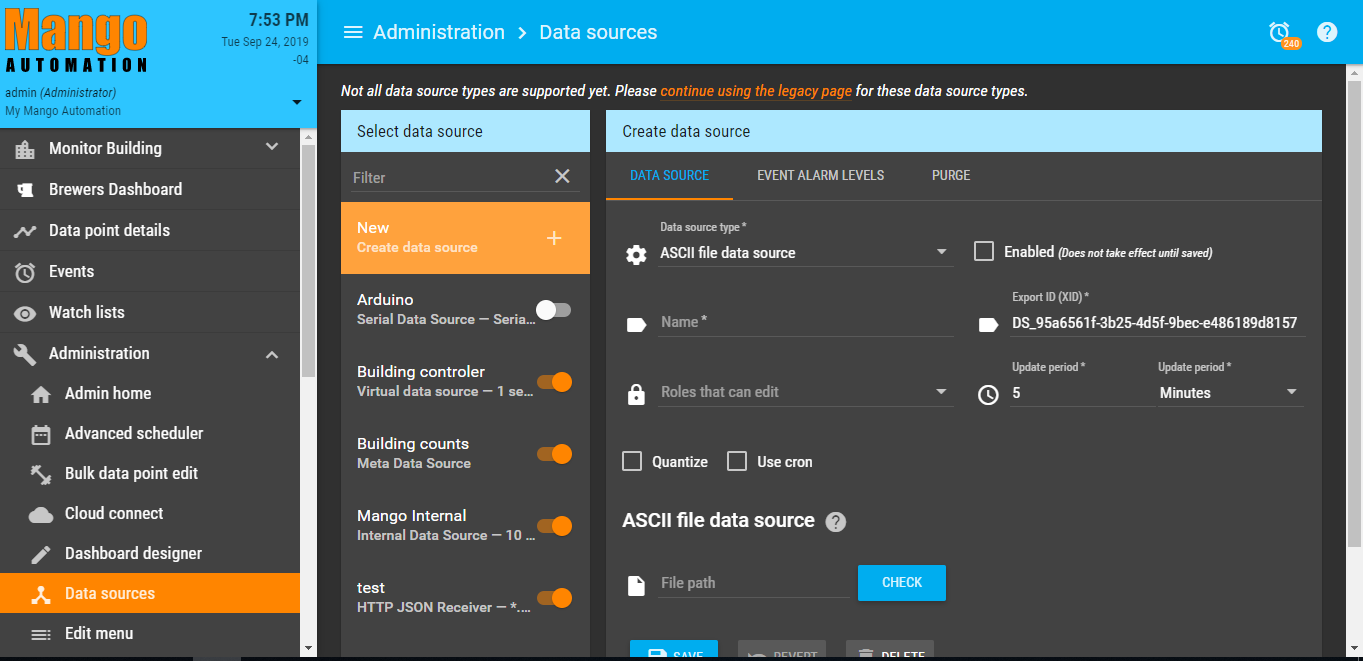 Mango
AUTOMATION
7:53 PM
Tue Sep 24, 2019
-04
admin (Administrator)
My Mango Automation
Administration > Data sources
240
?
Monitor Building
Brewers Dashboard
Data point details
Events
Watch lists
Administration
Admin home
Advanced scheduler
Bulk data point edit
Cloud connect
Dashboard designer
Data sources
Edit menu
Not all data source types are supported yet. Please continue using the legacy page for these data source types.
Select data source
Filter
New
Create data source
Arduino
Serial Data Source — Seria...
Building controler
Virtual data source — 1 se...
Building counts
Meta Data Source
Mango Internal
Internal Data Source — 10 ...
test
HTTP JSON Receiver — *....
Create data source
DATA SOURCE EVENT ALARM LEVELS PURGE
Data source type *
ASCII file data source
Enabled (Does not take effect until saved)
Name *
Export ID (XID) *
DS_95a6561f-3b25-4d5f-9bec-e486189d8157
Roles that can edit
Update period *
5
Update period *
Minutes
Quantize Use cron
ASCII file data source ?
File path
CHECK
SAVE REVERT DELETE